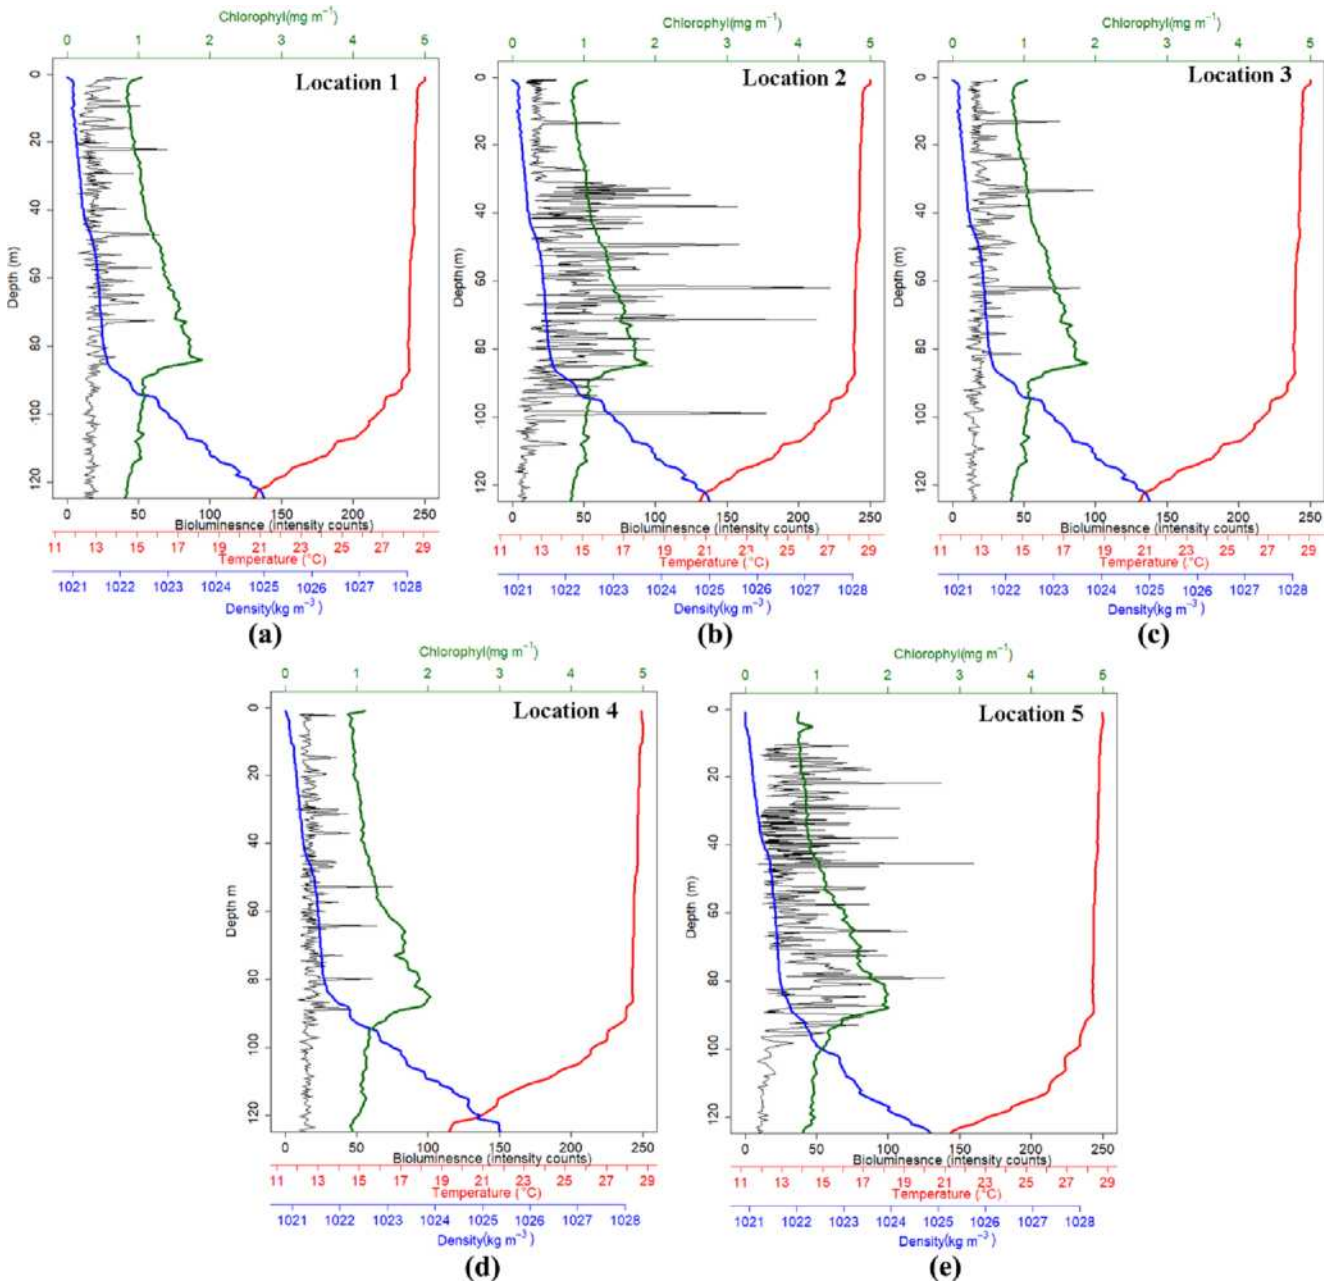 Chlorophyl(mg m⁻¹) Chlorophyl(mg m⁻¹) Chlorophyl(mg m⁻¹)
0 1 2 3 4 5 0 1 2 3 4 5 0 1 2 3 4 5
Location 1 Location 2 Location 3
Depth (m) Depth(m) Depth (m)
0 20 40 60 80 100 120 0 20 40 60 80 100 120 0 20 40 60 80 100 120
0 50 100 150 200 250 0 50 100 150 200 250 0 50 100 150 200 250
Bioluminesnce (intensity counts) Bioluminesnce (intensity counts) Bioluminesnce (intensity counts)
11 13 15 17 19 21 23 25 27 29 11 13 15 17 19 21 23 25 27 29 11 13 15 17 19 21 23 25 27 29
Temperature (°C) Temperature (°C) Temperature (°C)
1021 1022 1023 1024 1025 1026 1027 1028 1021 1022 1023 1024 1025 1026 1027 1028 1021 1022 1023 1024 1025 1026 1027 1028
Density(kg m⁻³) Density(kg m⁻³) Density(kg m⁻³)
(a) (b) (c)
Chlorophyl(mg m⁻¹) Chlorophyl(mg m⁻¹)
0 1 2 3 4 5 0 1 2 3 4 5
Location 4 Location 5
Depth m Depth (m)
0 20 40 60 80 100 120 0 20 40 60 80 100 120
0 50 100 150 200 250 0 50 100 150 200 250
Bioluminesnce (intensity counts) Bioluminesnce (intensity counts)
11 13 15 17 19 21 23 25 27 29 11 13 15 17 19 21 23 25 27 29
Temperature (°C) Temperature (°C)
1021 1022 1023 1024 1025 1026 1027 1028 1021 1022 1023 1024 1025 1026 1027 1028
Density(kg m⁻³) Density(kg m⁻³)
(d) (e)